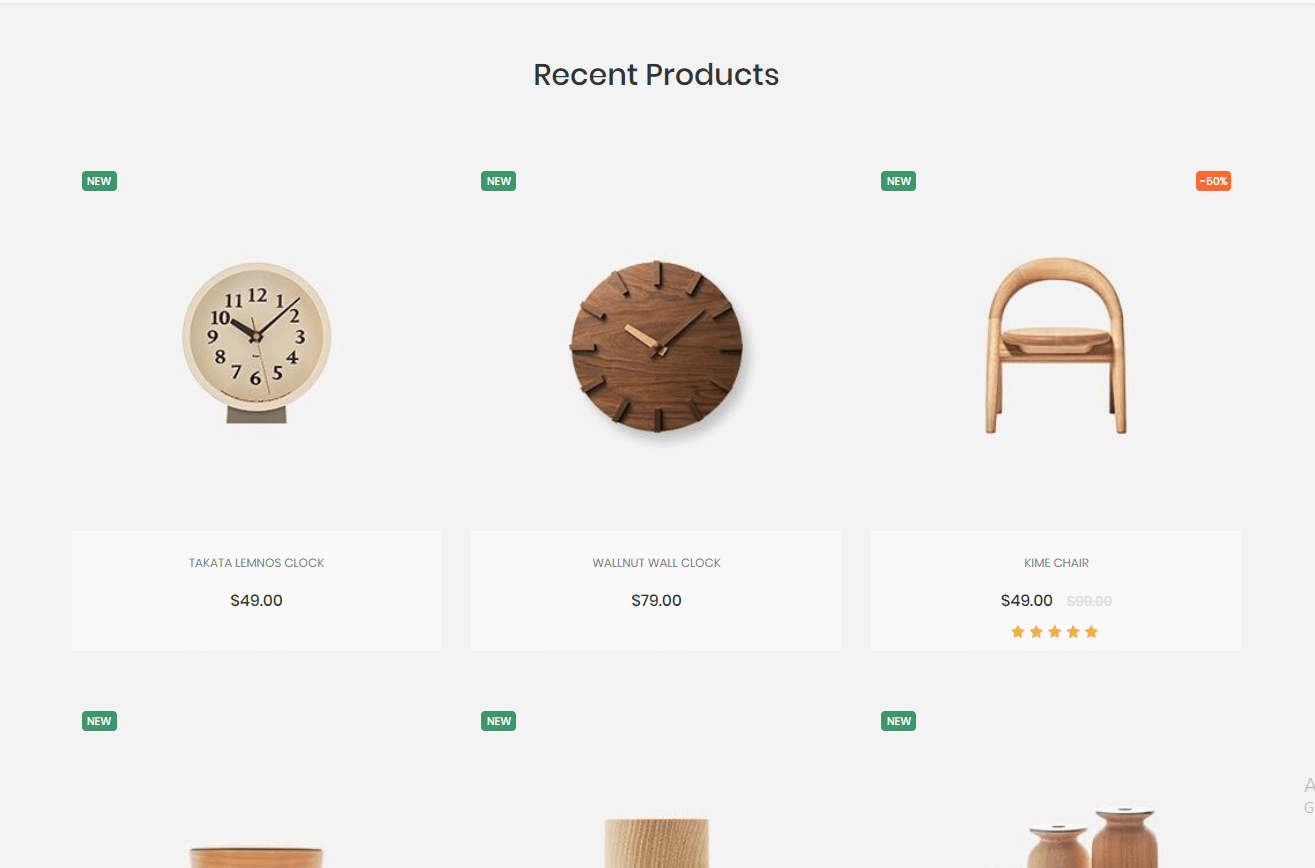 Recent Products
NEW
NEW
NEW
-50%
11 12 1
10 2
9 3
8 4
7 6 5
TAKATA LEMNOS CLOCK
WALLNUT WALL CLOCK
KIME CHAIR
$49.00
$79.00
$49.00 $99.00
NEW
NEW
NEW